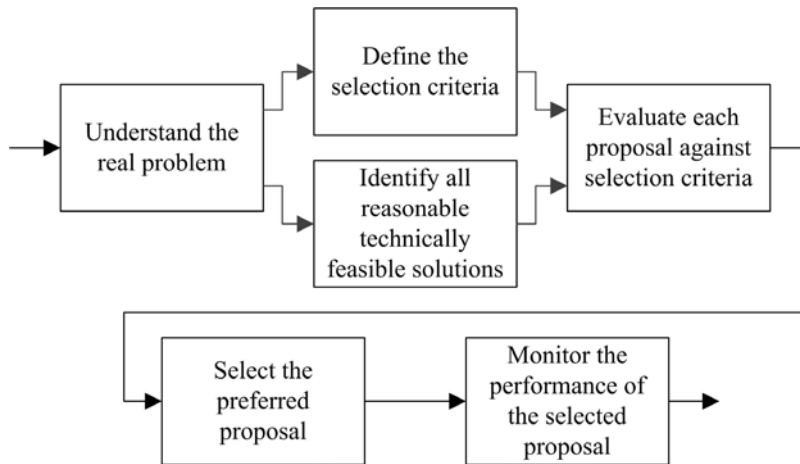 Understand the
real problem
Define the
selection criteria
Identify all
reasonable
technically
feasible solutions
Evaluate each
proposal against
selection criteria
Select the
preferred
proposal
Monitor the
performance of
the selected
proposal